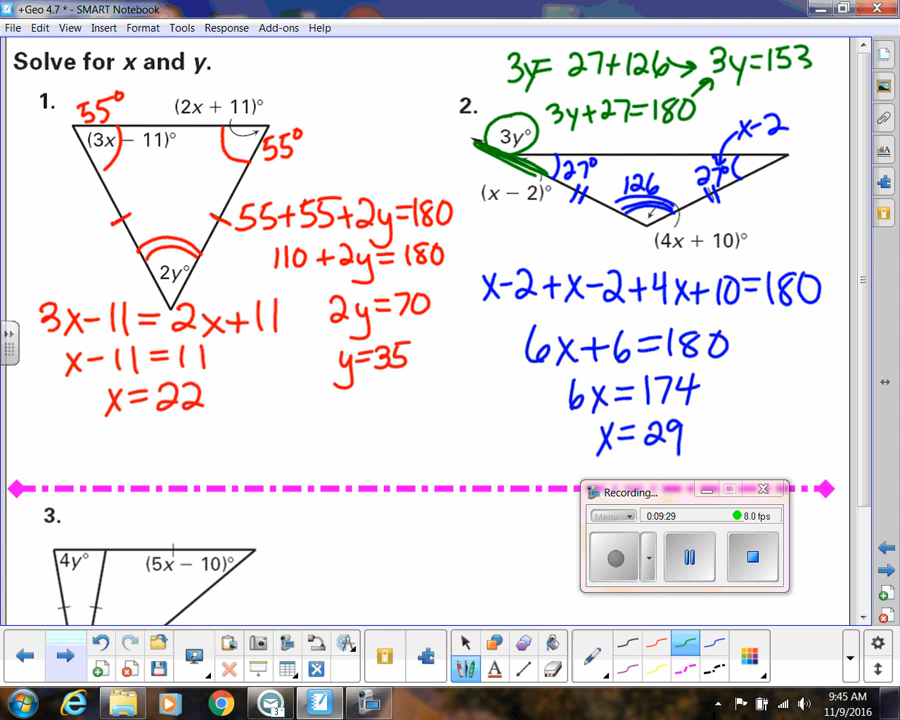 +Geo 4.7 * - SMART Notebook
File Edit View Insert Format Tools Response Add-ons Help
Solve for x and y.
1.
55°
(2x + 11)°
(3x - 11)°
55°
2y°
55+55+2y=180
110+2y=180
2y=70
y=35
3x-11=2x+11
x-11=11
x=22
3y= 27+126→ 3y=153
3y+27=180
2.
3y°
x-2
27°
126
27°
(x - 2)°
(4x + 10)°
x-2+x-2+4x+10=180
6x+6=180
6x=174
x=29
3.
4y°
(5x - 10)°
Recording...
Menu
0:09:29
8.0 fps
9:45 AM
11/9/2016